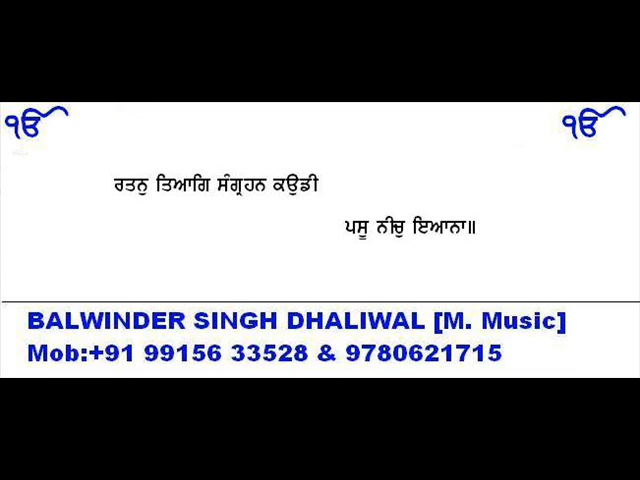 ੴ ੴ
ਰਤਨੁ ਤਿਆਗਿ ਸੰਗ੍ਰਹਨ ਕਉਡੀ
ਪਸੂ ਨੀਚੁ ਇਆਨਾ॥
BALWINDER SINGH DHALIWAL [M. Music]
Mob:+91 99156 33528 & 9780621715